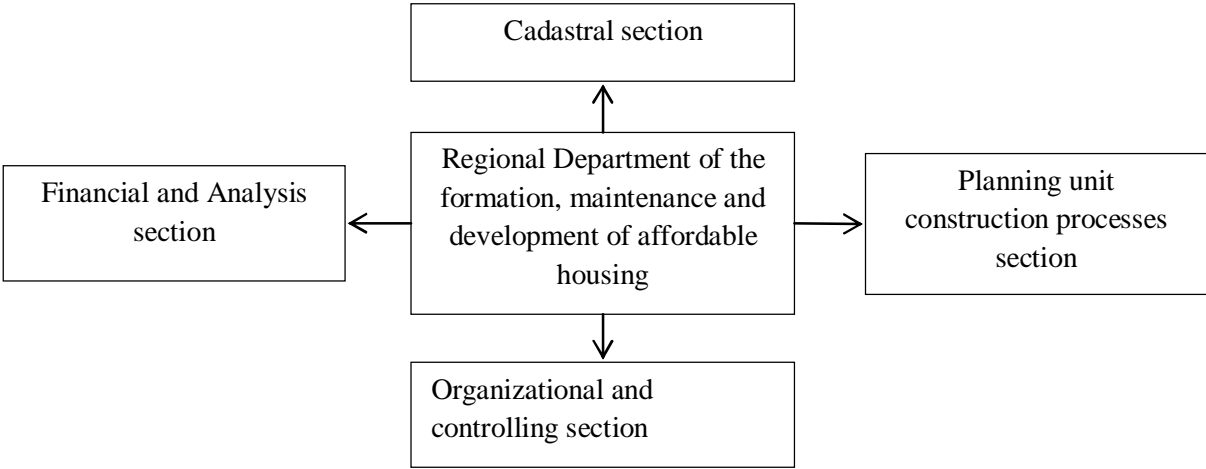 Cadastral section
Regional Department of the
formation, maintenance and
development of affordable
housing
Financial and Analysis
section
Planning unit
construction processes
section
Organizational and
controlling section